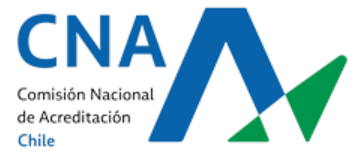 CNA
Comisión Nacional
de Acreditación
Chile